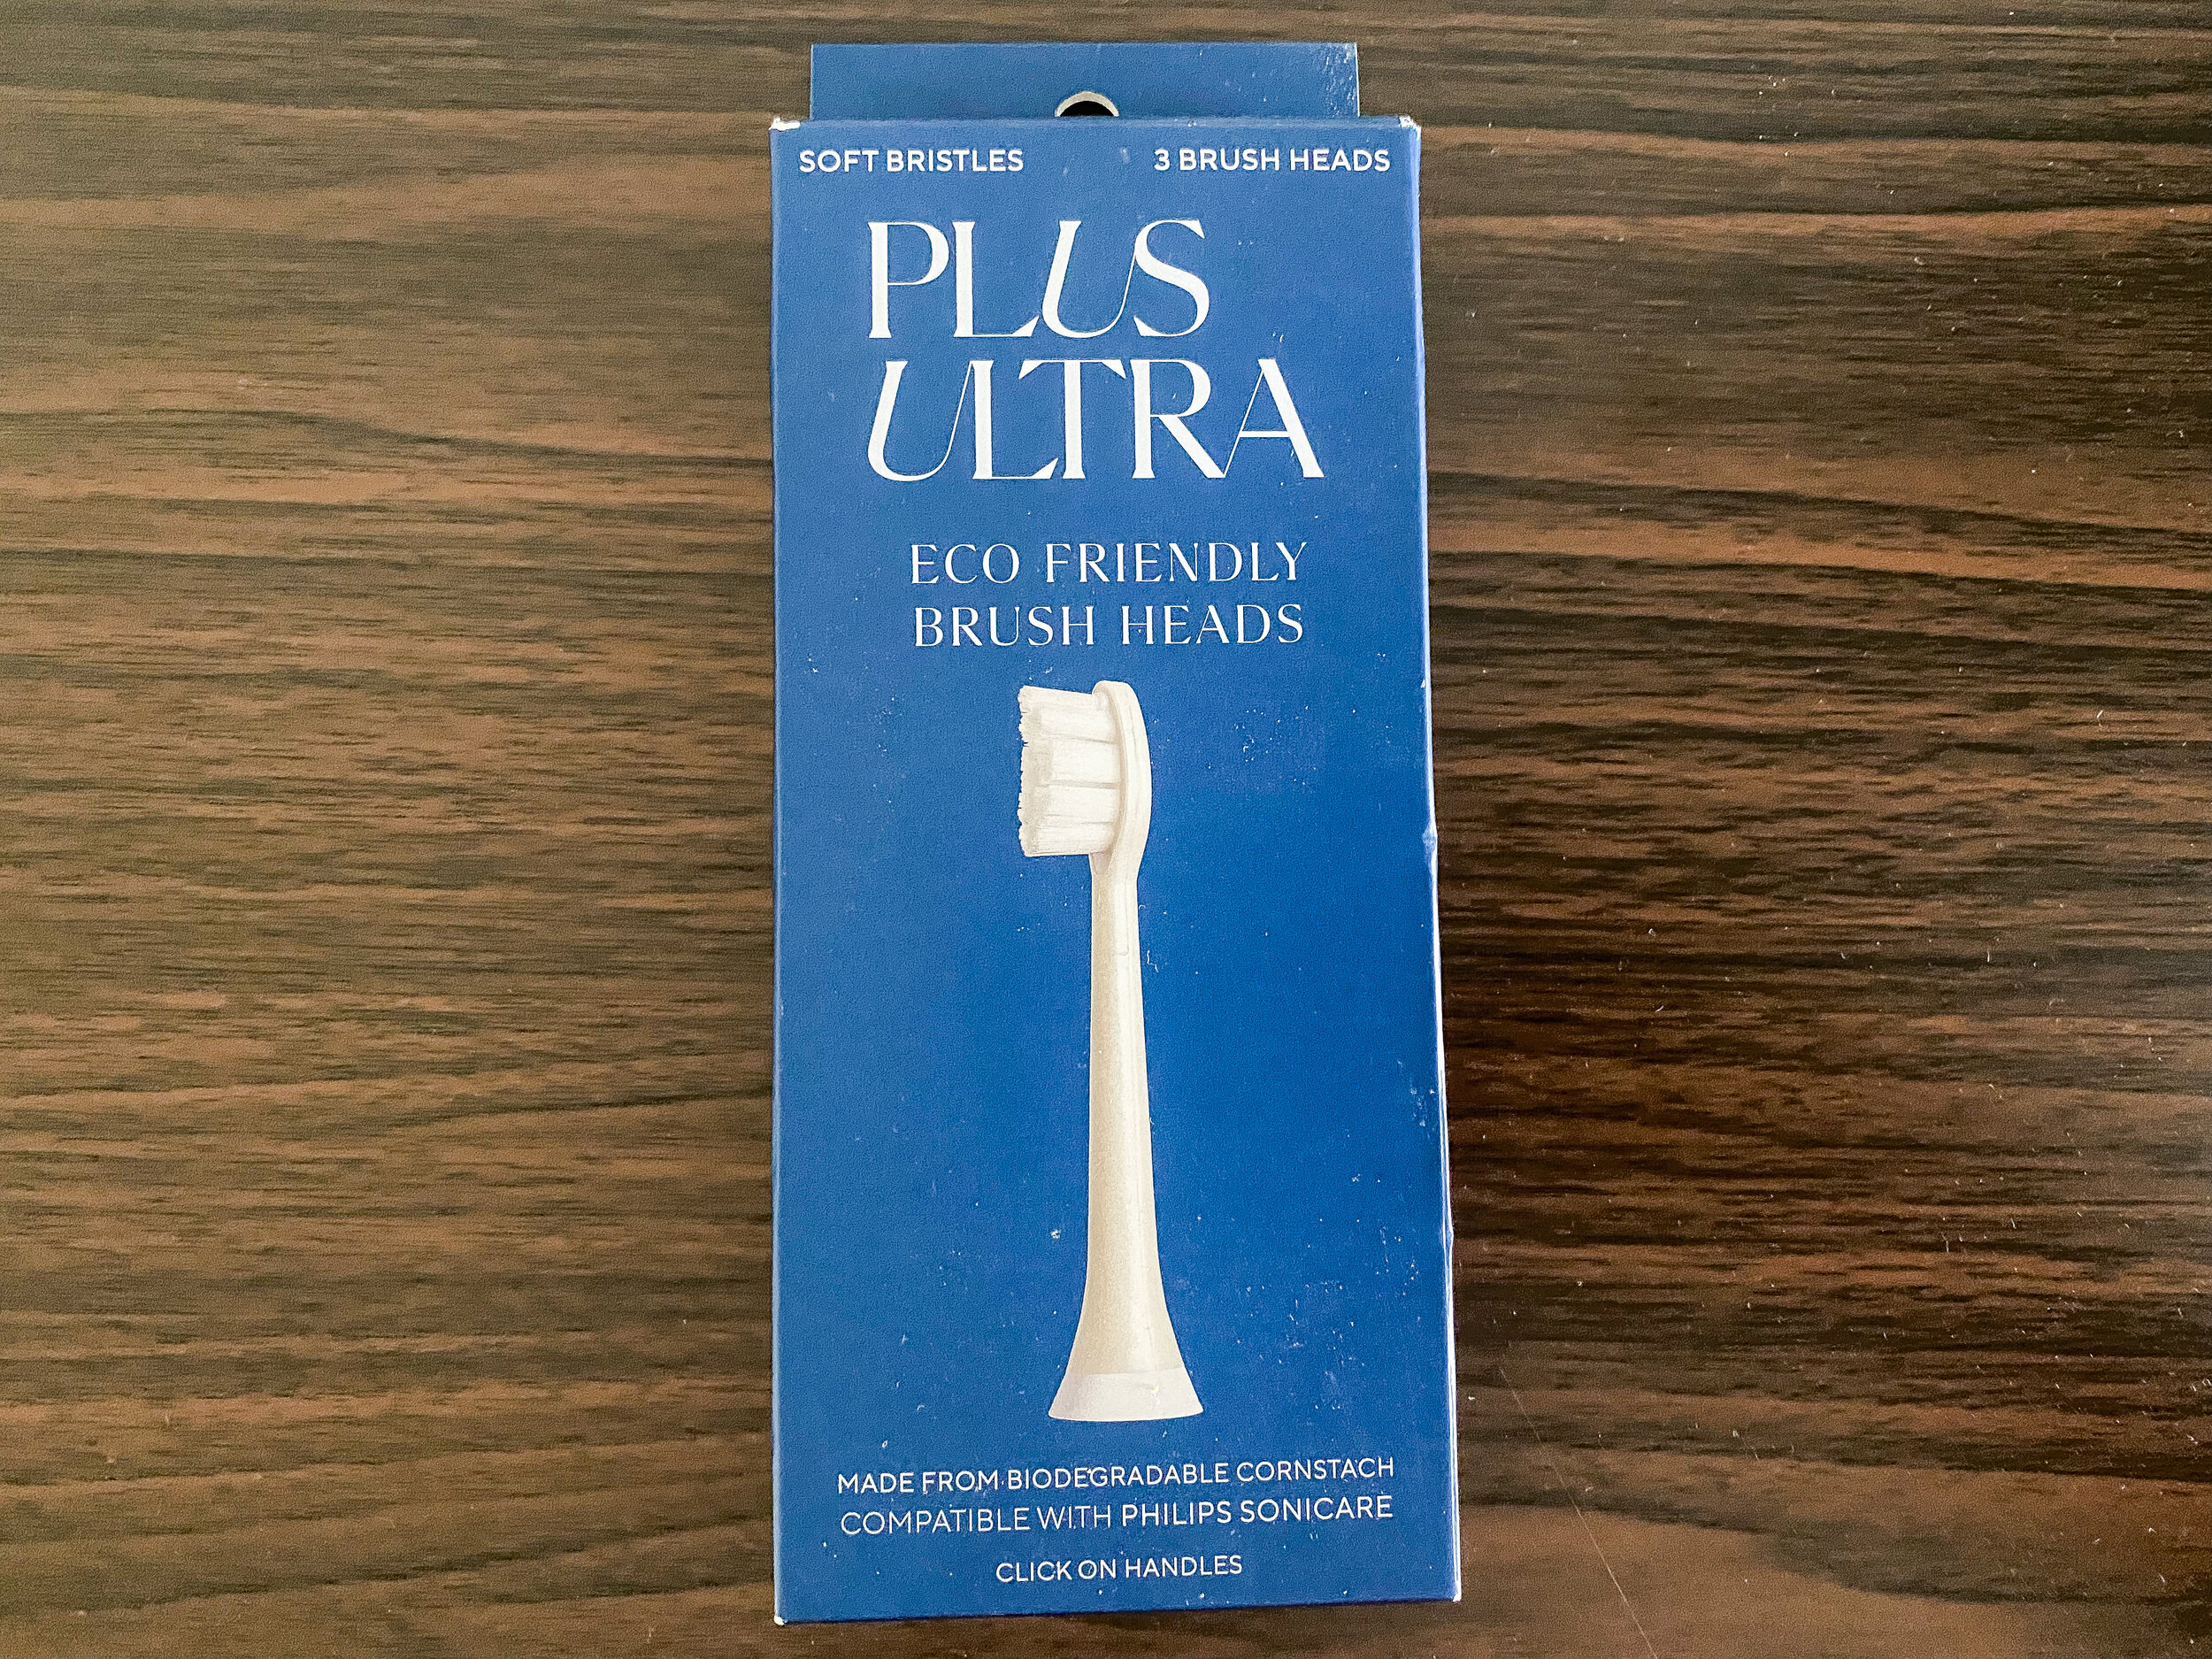 SOFT BRISTLES
3 BRUSH HEADS
PLUS
ULTRA
ECO FRIENDLY
BRUSH HEADS
MADE FROM BIODEGRADABLE CORNSTACH
COMPATIBLE WITH PHILIPS SONICARE
CLICK ON HANDLES